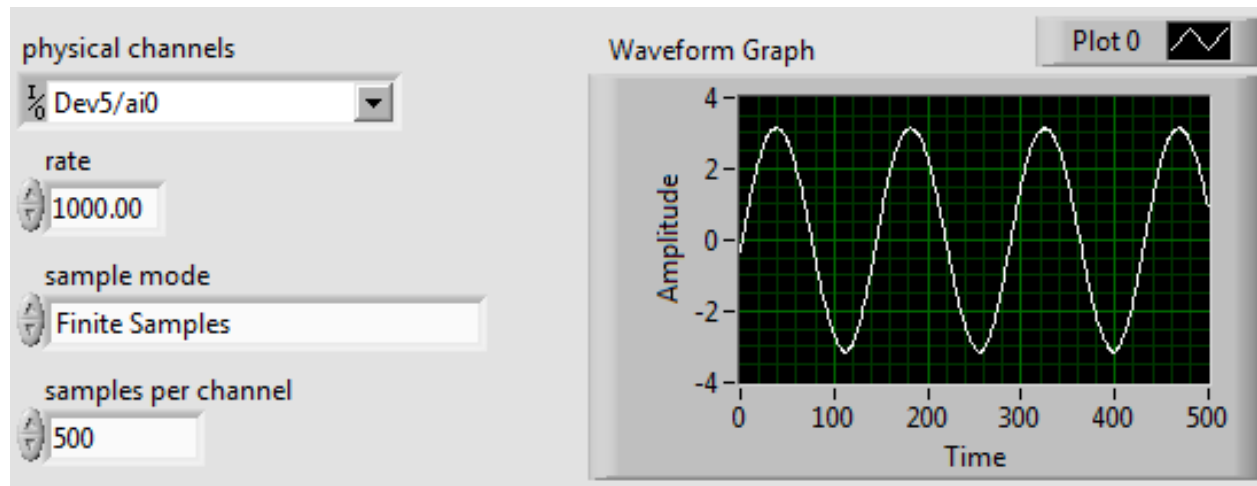 physical channels
I/O Dev5/ai0
rate
1000.00
sample mode
Finite Samples
samples per channel
500
Waveform Graph
Plot 0
Amplitude
4
2
0
-2
-4
0 100 200 300 400 500
Time